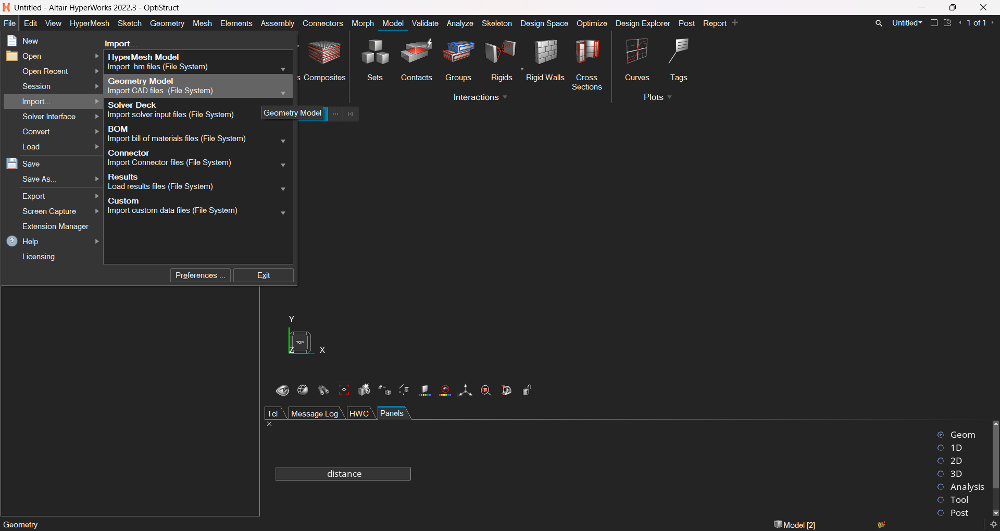 Untitled - Altair HyperWorks 2022.3 - OptiStruct
File Edit View HyperMesh Sketch Geometry Mesh Elements Assembly Connectors Morph Model Validate Analyze Skeleton Design Space Optimize Design Explorer Post Report Untitled 1 of 1
New
Open
Open Recent
Session
Import...
Solver Interface
Convert
Load
Save
Save As...
Export
Screen Capture
Extension Manager
Help
Licensing
Import...
HyperMesh Model
Import .hm files (File System)
Geometry Model
Import CAD files (File System)
Solver Deck
Import solver input files (File System)
BOM
Import bill of materials files (File System)
Connector
Import Connector files (File System)
Results
Load results files (File System)
Custom
Import custom data files (File System)
Preferences ...
Exit
Geometry Model
s Composites Sets Contacts Groups Rigids Rigid Walls Cross Sections Curves Tags
Interactions Plots
Y
TOP
Z X
Tcl Message Log HWC Panels
distance
Geom
1D
2D
3D
Analysis
Tool
Post
Geometry
Model [2]